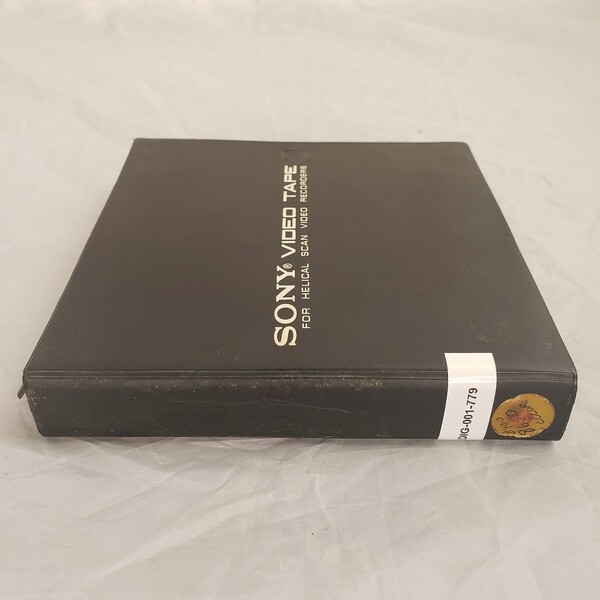 SONY® VIDEO TAPE
FOR HELICAL SCAN VIDEO RECORDERS
DIG-001-779